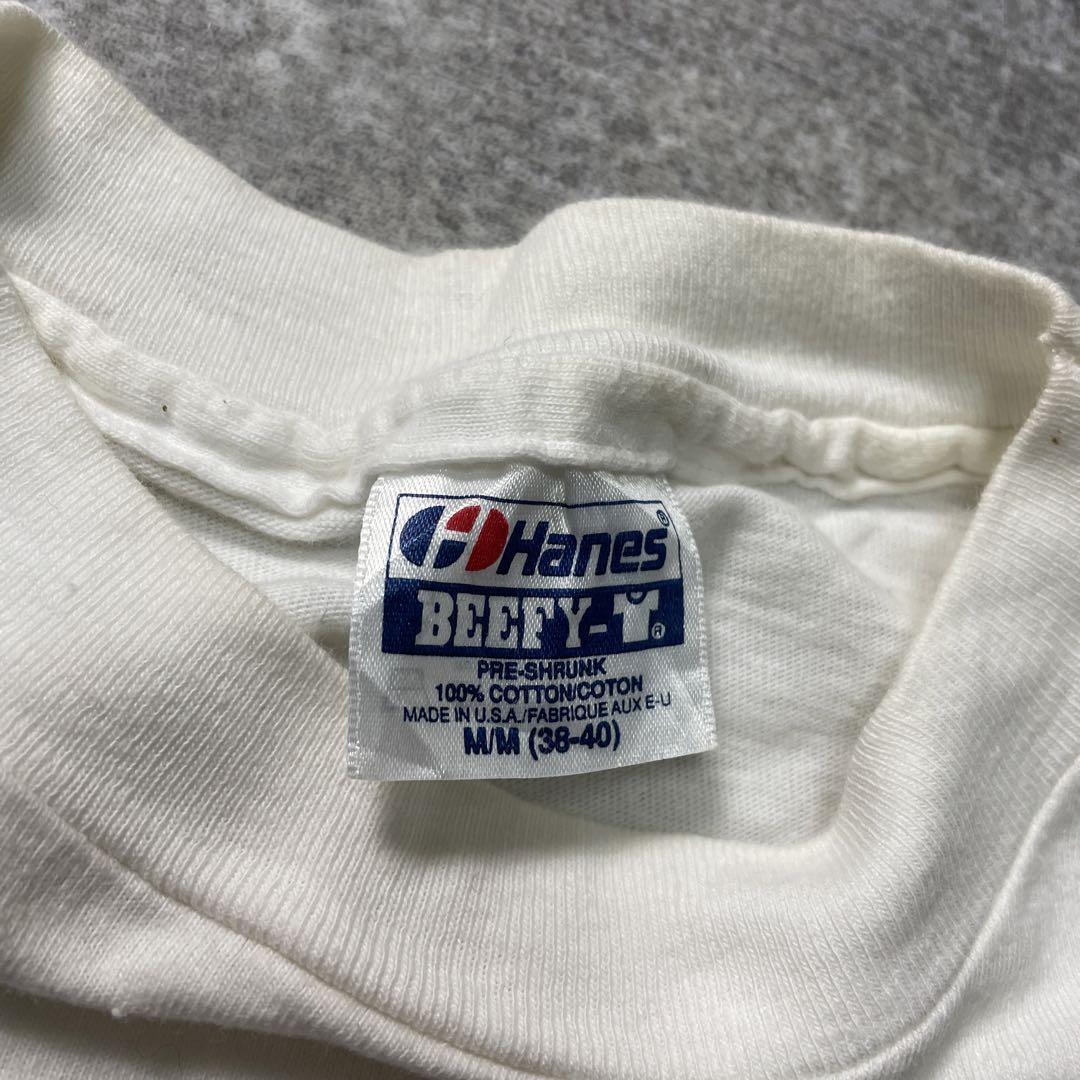 Hanes®
BEEFY-T®
PRE-SHRUNK
100% COTTON/COTON
MADE IN U.S.A./FABRIQUE AUX E-U
M/M (38-40)